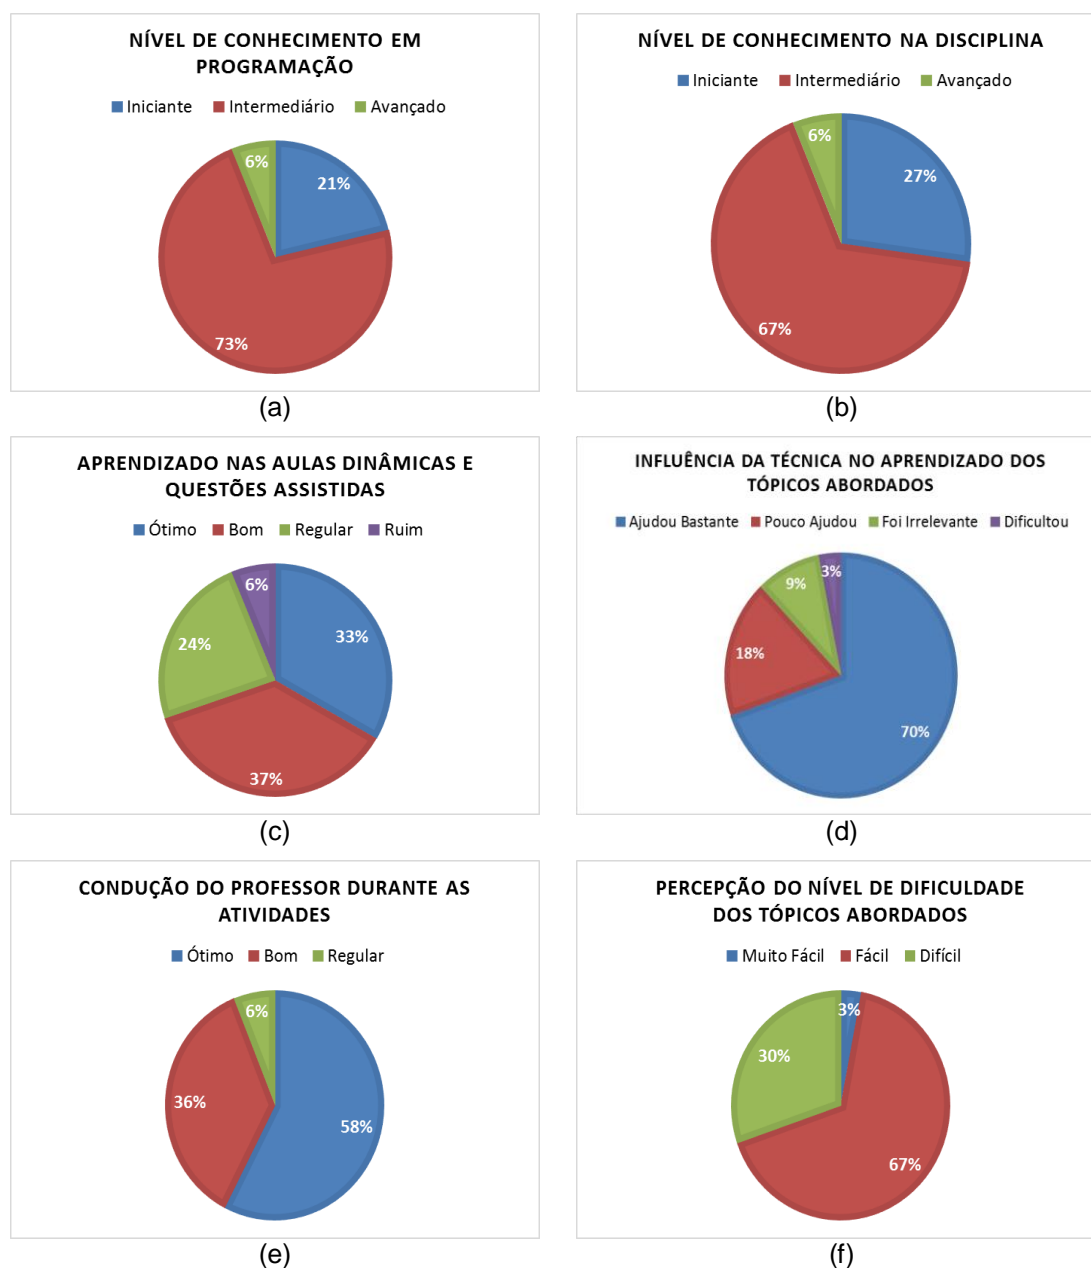 NÍVEL DE CONHECIMENTO EM
PROGRAMAÇÃO
Iniciante Intermediário Avançado
6%
21%
73%
(a)
NÍVEL DE CONHECIMENTO NA DISCIPLINA
Iniciante Intermediário Avançado
6%
27%
67%
(b)
APRENDIZADO NAS AULAS DINÂMICAS E
QUESTÕES ASSISTIDAS
Ótimo Bom Regular Ruim
6%
33%
24%
37%
(c)
INFLUÊNCIA DA TÉCNICA NO APRENDIZADO DOS
TÓPICOS ABORDADOS
Ajudou Bastante Pouco Ajudou Foi Irrelevante Dificultou
3%
9%
18%
70%
(d)
CONDUÇÃO DO PROFESSOR DURANTE AS
ATIVIDADES
Ótimo Bom Regular
6%
36%
58%
(e)
PERCEPÇÃO DO NÍVEL DE DIFICULDADE
DOS TÓPICOS ABORDADOS
Muito Fácil Fácil Difícil
3%
30%
67%
(f)